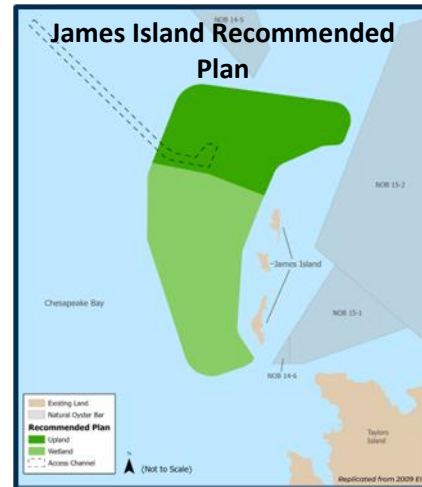 James Island Recommended
Plan
NOB 14-5
NOB 15-2
James Island
Chesapeake Bay
NOB 15-1
NOB 14-6
Taylors
Island
Existing Land
Natural Oyster Bar
Recommended Plan
Upland
Wetland
Access Channel
N
(Not to Scale)
Replicated from 2009 EI